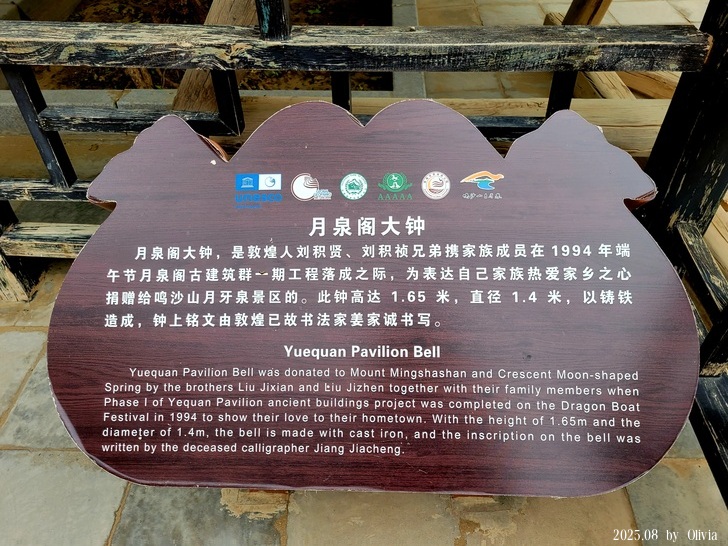 AAAAA
月泉阁大钟
月泉阁大钟，是敦煌人刘积贤、刘积祯兄弟携家族成员在 1994 年端
午节月泉阁古建筑群一期工程落成之际，为表达自己家族热爱家乡之心
捐赠给鸣沙山月牙泉景区的。此钟高达 1.65 米，直径 1.4 米，以铸铁
造成，钟上铭文由敦煌已故书法家姜家诚书写。
Yuequan Pavilion Bell
Yuequan Pavilion Bell was donated to Mount Mingshashan and Crescent Moon-shaped
Spring by the brothers Liu Jixian and Liu Jizhen together with their family members when
Phase I of Yequan Pavilion ancient buildings project was completed on the Dragon Boat
Festival in 1994 to show their love to their hometown. With the height of 1.65m and the
diameter of 1.4m, the bell is made with cast iron, and the inscription on the bell was
written by the deceased calligrapher Jiang Jiacheng.
2025.08 by Olivia